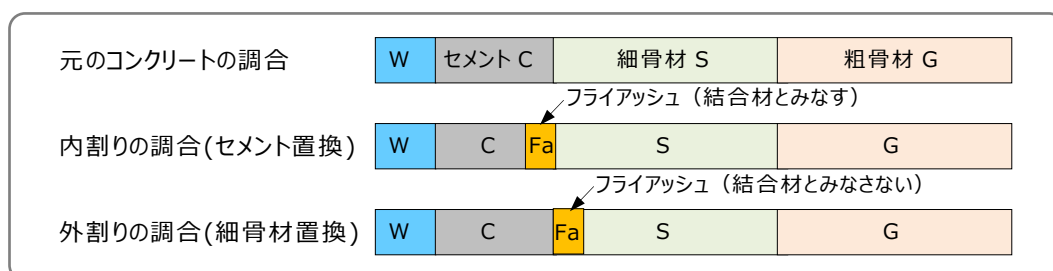 元のコンクリートの調合 W セメント C 細骨材 S 粗骨材 G
フライアッシュ（結合材とみなす）
内割りの調合(セメント置換) W C Fa S G
フライアッシュ（結合材とみなさない）
外割りの調合(細骨材置換) W C Fa S G